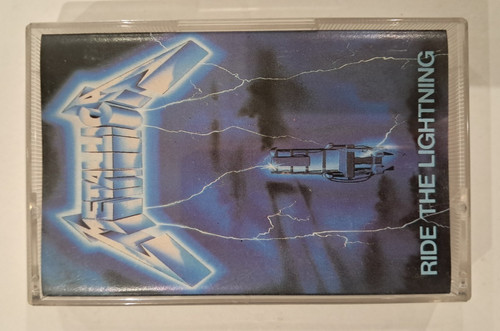 METALLICA
RIDE THE LIGHTNING